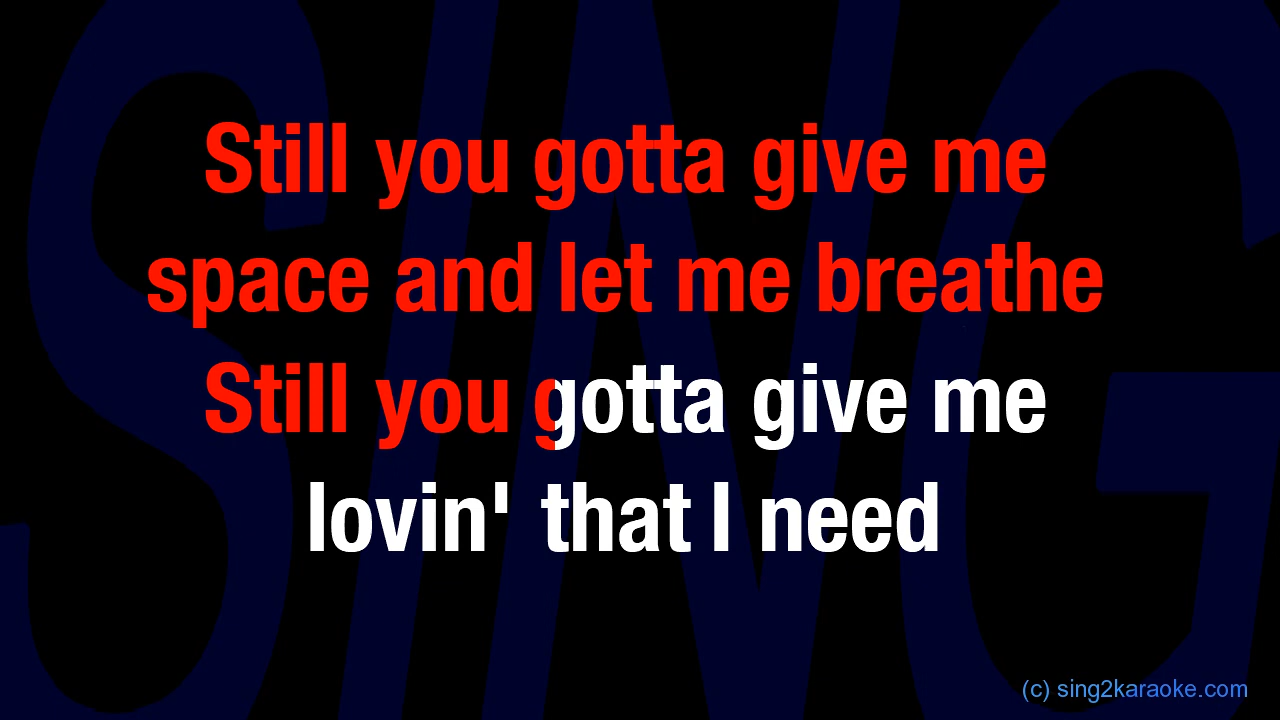 SING
Still you gotta give me
space and let me breathe
Still you gotta give me
lovin' that I need
(c) sing2karaoke.com